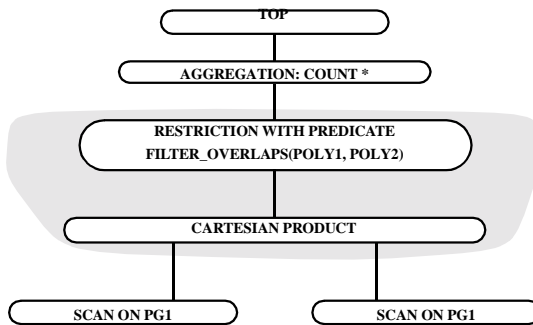 TOP
AGGREGATION: COUNT *
RESTRICTION WITH PREDICATE
FILTER_OVERLAPS(POLY1, POLY2)
CARTESIAN PRODUCT
SCAN ON PG1
SCAN ON PG1